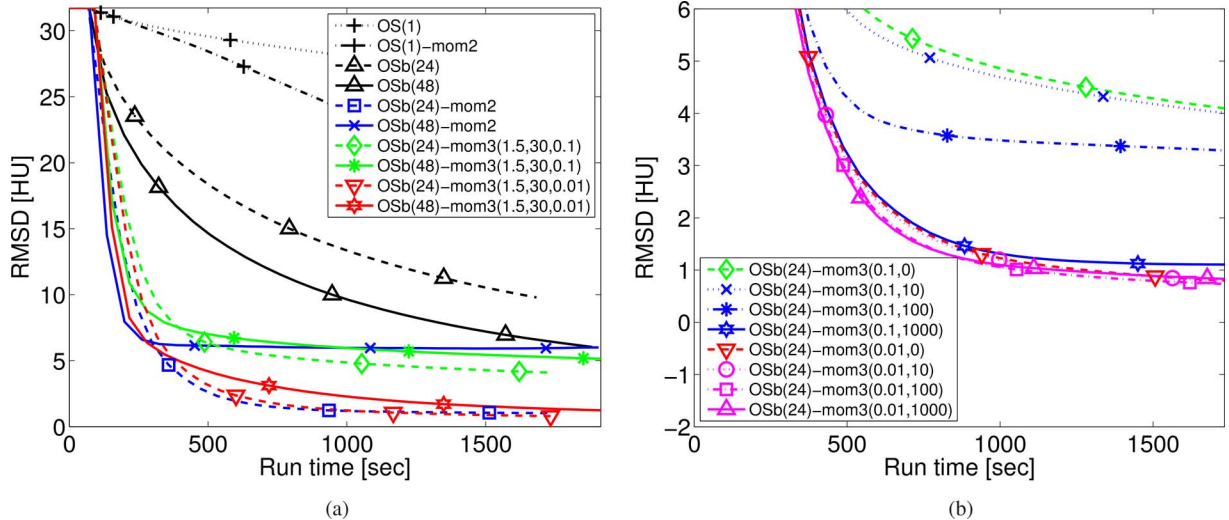 RMSD [HU]
30
25
20
15
10
5
0
0
500
1000
1500
Run time [sec]
OS(1)
OS(1)-mom2
OSb(24)
OSb(48)
OSb(24)-mom2
OSb(48)-mom2
OSb(24)-mom3(1.5,30,0.1)
OSb(48)-mom3(1.5,30,0.1)
OSb(24)-mom3(1.5,30,0.01)
OSb(48)-mom3(1.5,30,0.01)
(a)
RMSD [HU]
6
5
4
3
2
1
0
-1
-2
0
500
1000
1500
Run time [sec]
OSb(24)-mom3(0.1,0)
OSb(24)-mom3(0.1,10)
OSb(24)-mom3(0.1,100)
OSb(24)-mom3(0.1,1000)
OSb(24)-mom3(0.01,0)
OSb(24)-mom3(0.01,10)
OSb(24)-mom3(0.01,100)
OSb(24)-mom3(0.01,1000)
(b)